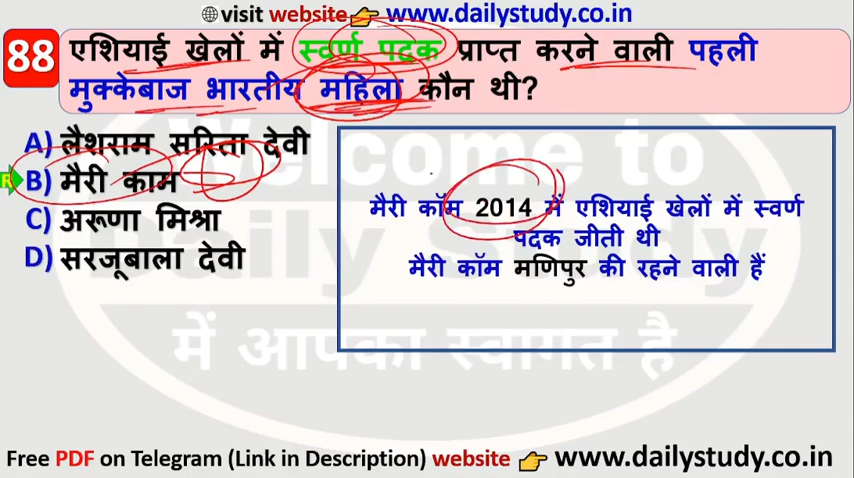 visit website 👉 www.dailystudy.co.in
88 एशियाई खेलों में स्वर्ण पदक प्राप्त करने वाली पहली
मुक्केबाज भारतीय महिला कौन थी?
A) लैशराम सरिता देवी
R B) मैरी काम
C) अरूणा मिश्रा
D) सरजूबाला देवी
मैरी कॉम 2014 में एशियाई खेलों में स्वर्ण
पदक जीती थी
मैरी कॉम मणिपुर की रहने वाली हैं
Welcome to
Daily Study
में आपका स्वागत है
Free PDF on Telegram (Link in Description) website 👉 www.dailystudy.co.in